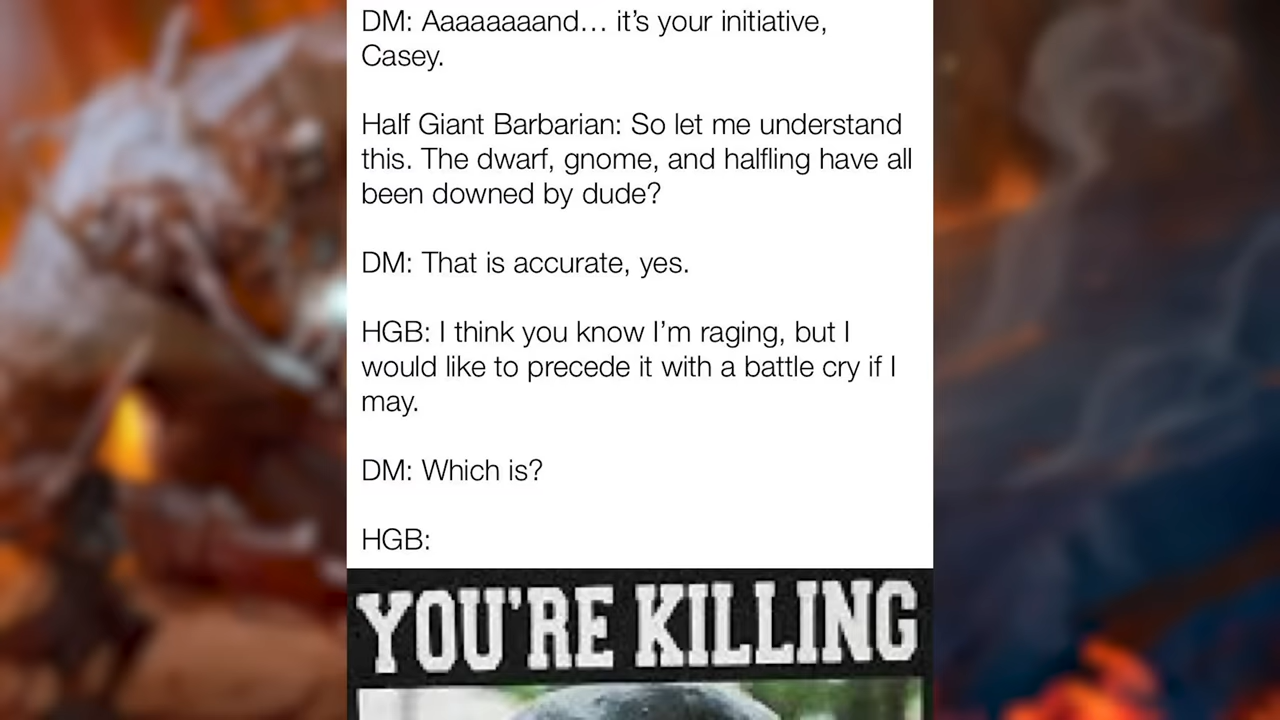 DM: Aaaaaaaand… it’s your initiative,
Casey.
Half Giant Barbarian: So let me understand
this. The dwarf, gnome, and halfling have all
been downed by dude?
DM: That is accurate, yes.
HGB: I think you know I’m raging, but I
would like to precede it with a battle cry if I
may.
DM: Which is?
HGB:
YOU'RE KILLING